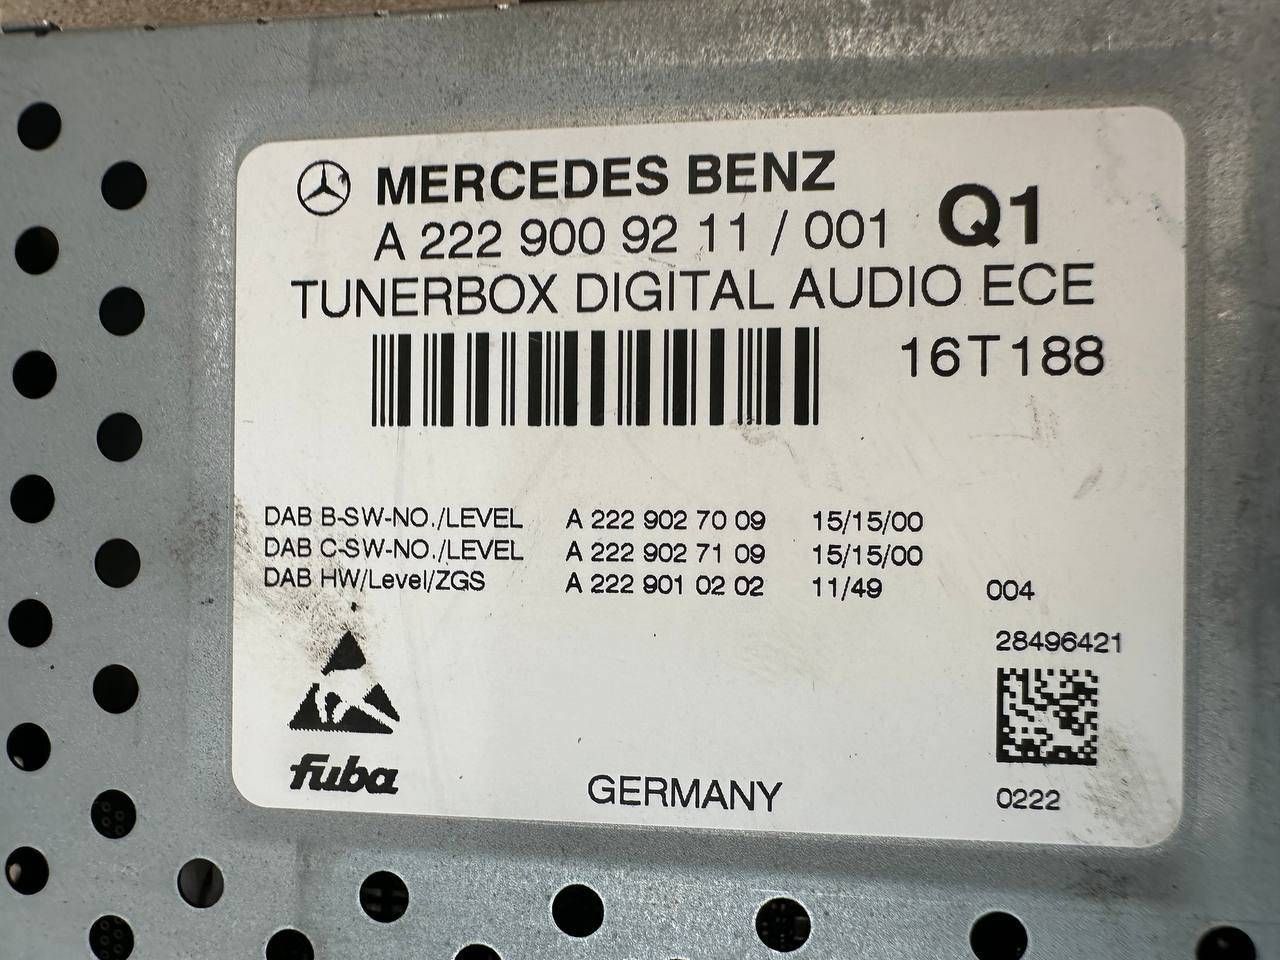 MERCEDES BENZ
A 222 900 92 11 / 001 Q1
TUNERBOX DIGITAL AUDIO ECE
16T188
DAB B-SW-NO./LEVEL A 222 902 70 09 15/15/00
DAB C-SW-NO./LEVEL A 222 902 71 09 15/15/00
DAB HW/Level/ZGS A 222 901 02 02 11/49 004
28496421
fuba
GERMANY
0222